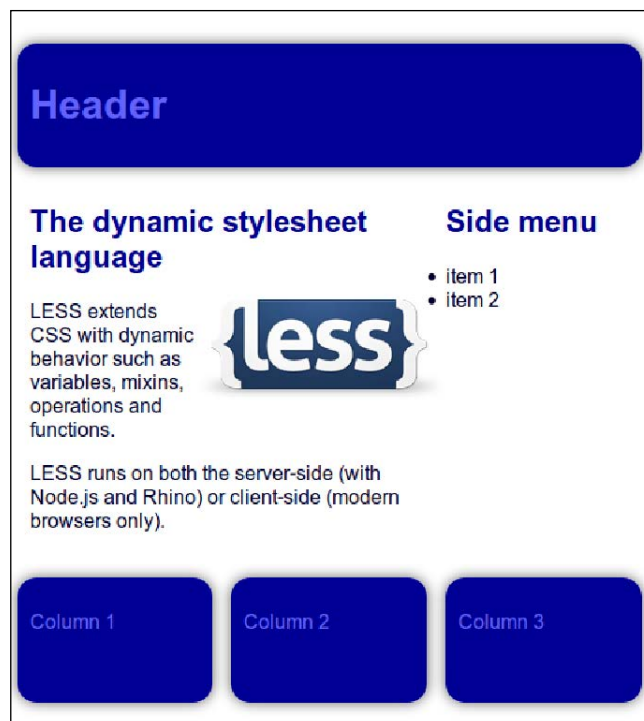 Header
The dynamic stylesheet
language
LESS extends
CSS with dynamic
behavior such as
variables, mixins,
operations and
functions.
{less}
LESS runs on both the server-side (with
Node.js and Rhino) or client-side (modern
browsers only).
Side menu
item 1
item 2
Column 1
Column 2
Column 3